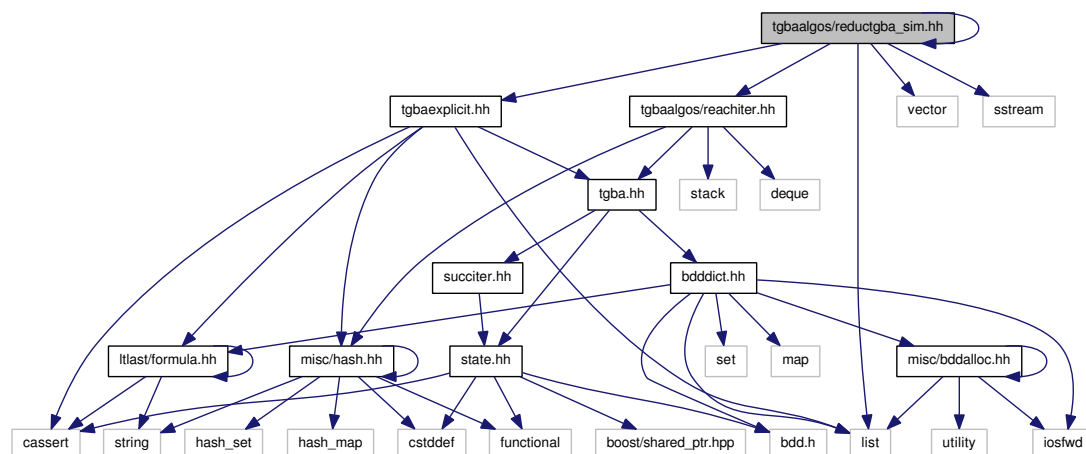 tgbaalgos/reductgba_sim.hh
tgbaexplicit.hh
tgbaalgos/reachiter.hh
vector
sstream
tgba.hh
stack
deque
succiter.hh
bdddict.hh
ltlast/formula.hh
misc/hash.hh
state.hh
set
map
misc/bddalloc.hh
cassert
string
hash_set
hash_map
cstddef
functional
boost/shared_ptr.hpp
bdd.h
list
utility
iosfwd